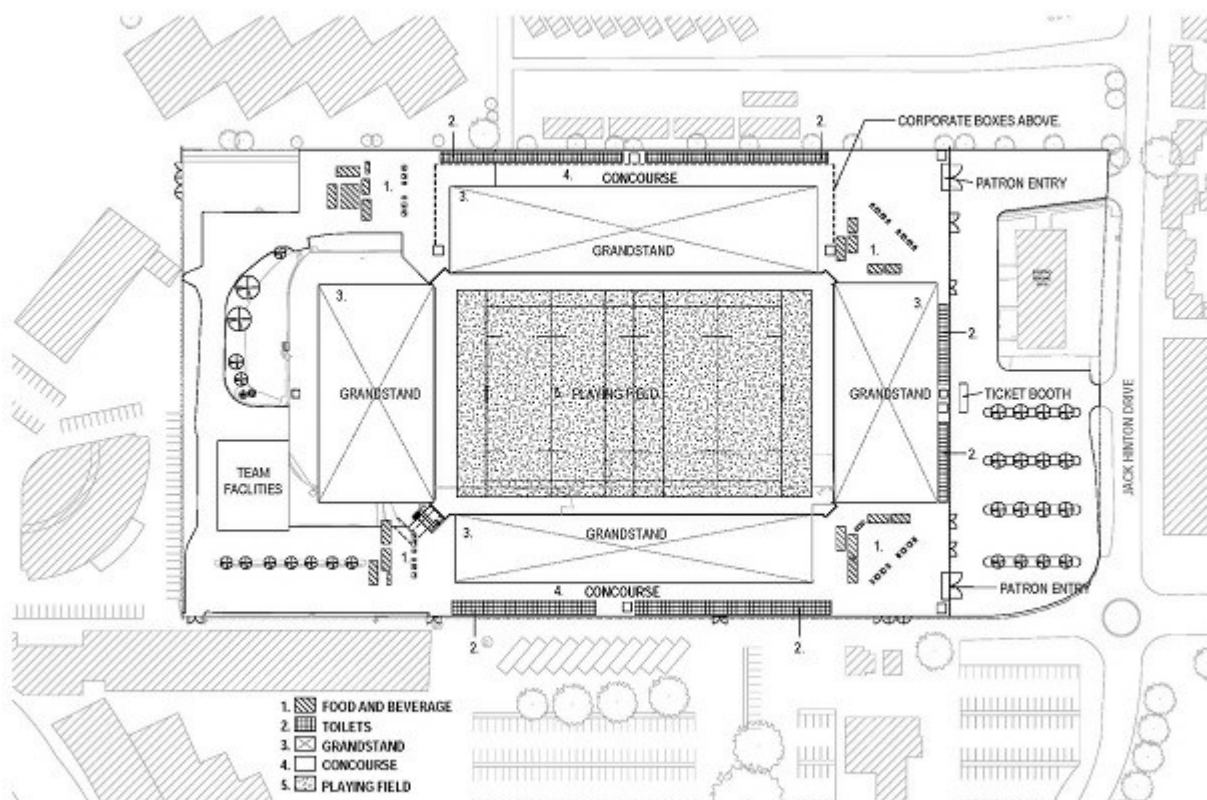 2.
2.
CORPORATE BOXES ABOVE.
1.
4.
CONCOURSE
PATRON ENTRY
3.
GRANDSTAND
1.
3.
3.
2.
GRANDSTAND
5. PLAYING FIELD
GRANDSTAND
TICKET BOOTH
2.
TEAM
FACLITIES
JACK HINTON DRIVE
3.
GRANDSTAND
1.
1.
4.
CONCOURSE
PATRON ENTRY
2.
2.
1. FOOD AND BEVERAGE
2. TOILETS
3. GRANDSTAND
4. CONCOURSE
5. PLAYING FIELD